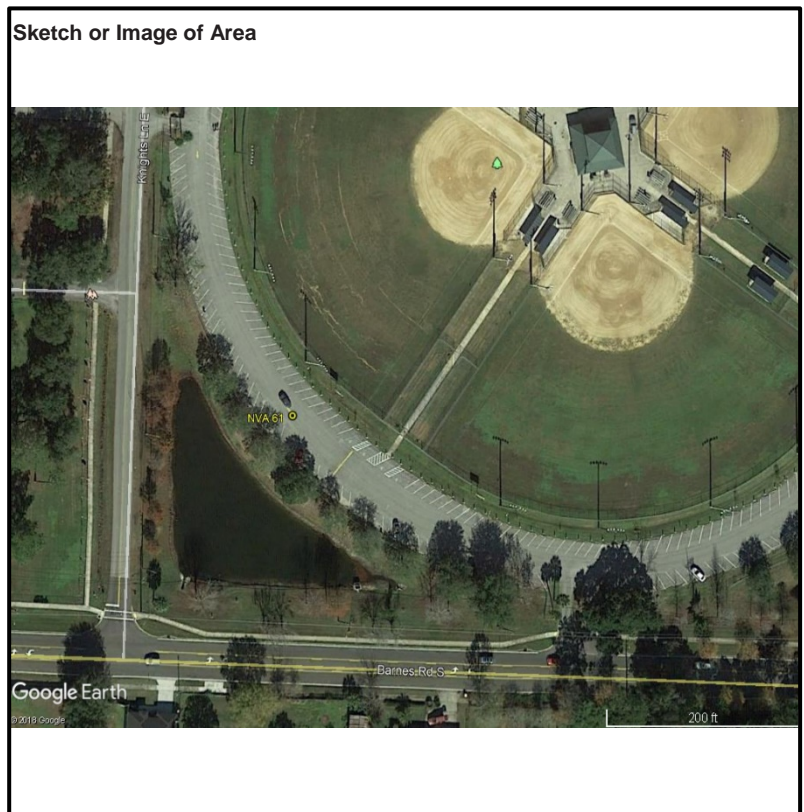 Sketch or Image of Area
Knights Ln E
NVA 61
Barnes Rd S
Google Earth
©2018 Google
200 ft